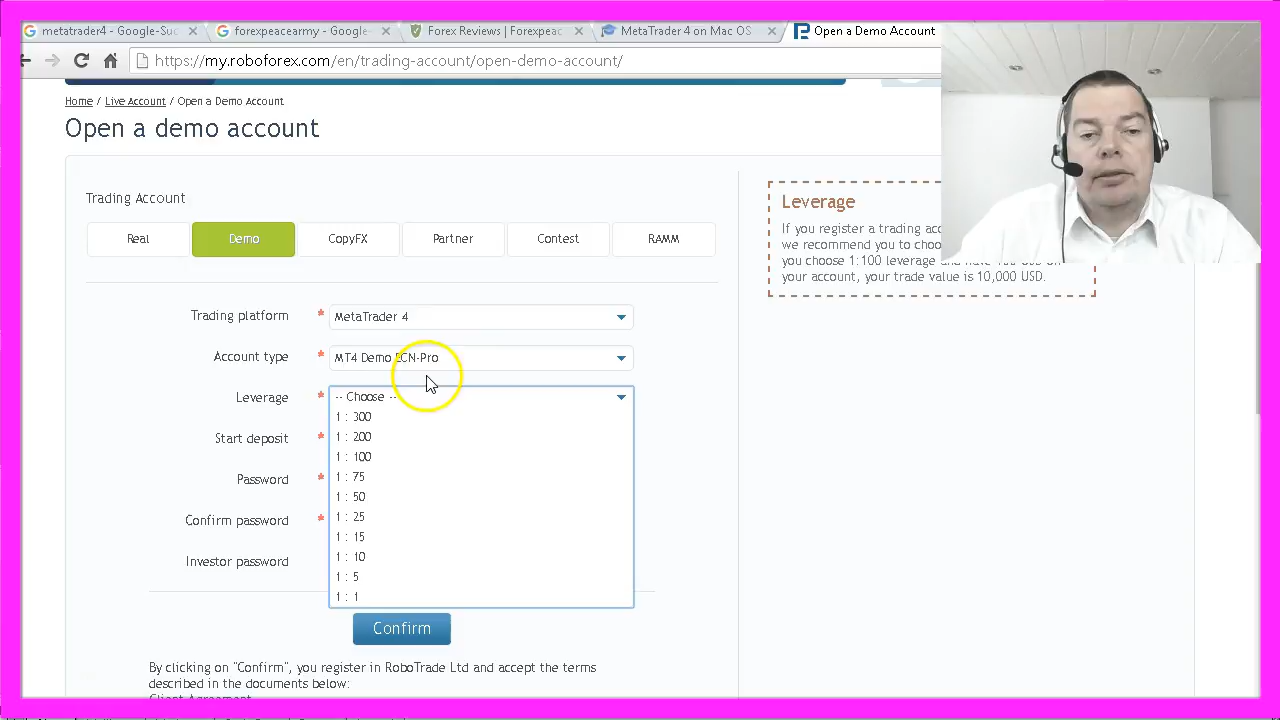 metatrader4 - Google-Suc
forexpeacearmy - Google-
Forex Reviews | Forexpe
MetaTrader 4 on Mac OS
Open a Demo Account
https://my.roboforex.com/en/trading-account/open-demo-account/
Home / Live Account / Open a Demo Account
Open a demo account
Trading Account
Real
Demo
CopyFX
Partner
Contest
RAMM
Leverage
If you register a trading acc
we recommend you to choo
you choose 1:100 leverage and have
your account, your trade value is 10,000 USD.
Trading platform * MetaTrader 4
Account type * MT4 Demo ECN-Pro
Leverage * -- Choose --
1 : 300
1 : 200
1 : 100
1 : 75
1 : 50
1 : 25
1 : 15
1 : 10
1 : 5
1 : 1
Start deposit *
Password *
Confirm password *
Investor password
Confirm
By clicking on "Confirm", you register in RoboTrade Ltd and accept the terms
described in the documents below:
Client Agreement